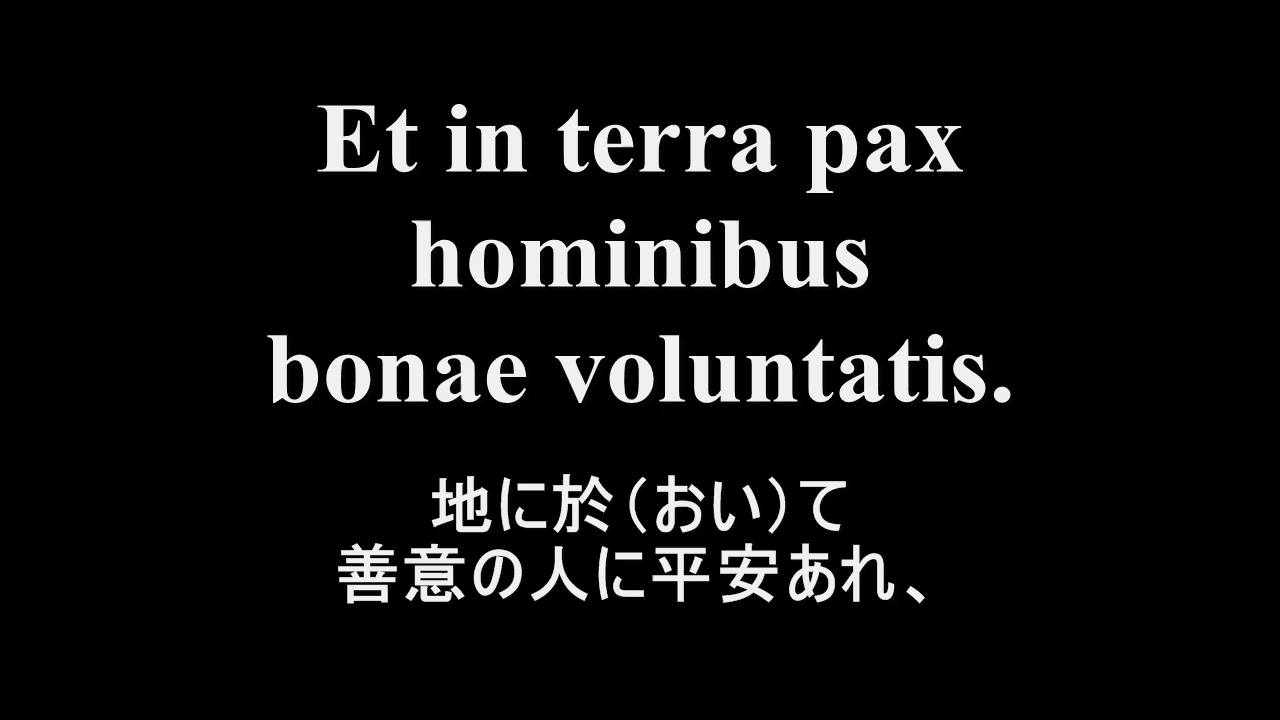 Et in terra pax
hominibus
bonae voluntatis.
地に於（おい）て
善意の人に平安あれ、